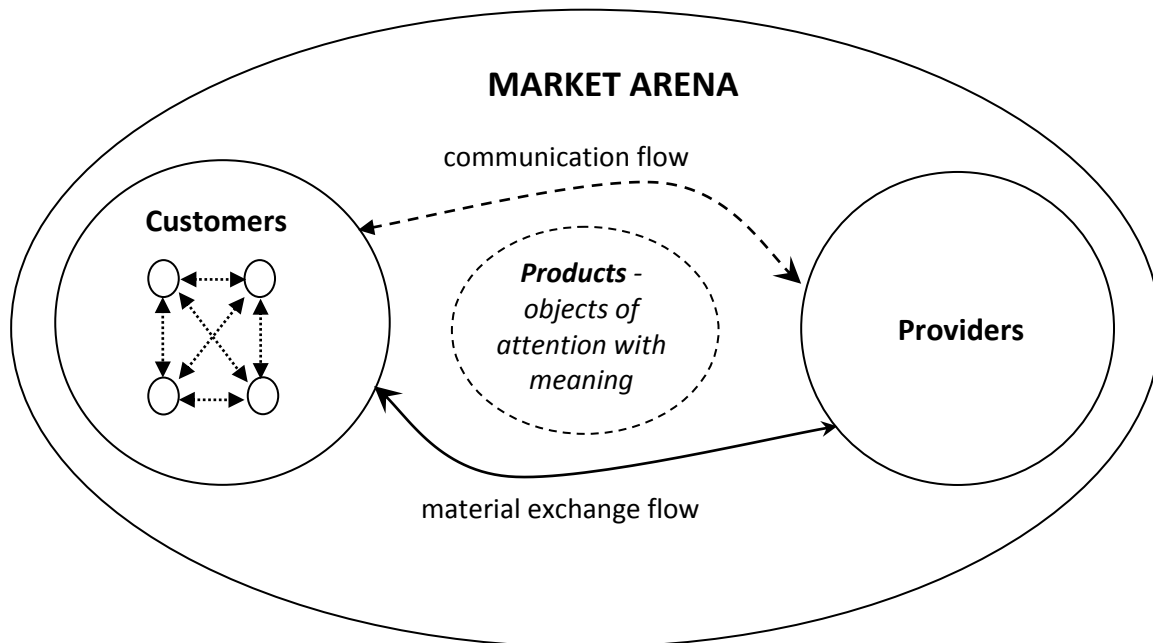 MARKET ARENA
communication flow
Customers
Products -
objects of
attention with
meaning
Providers
material exchange flow